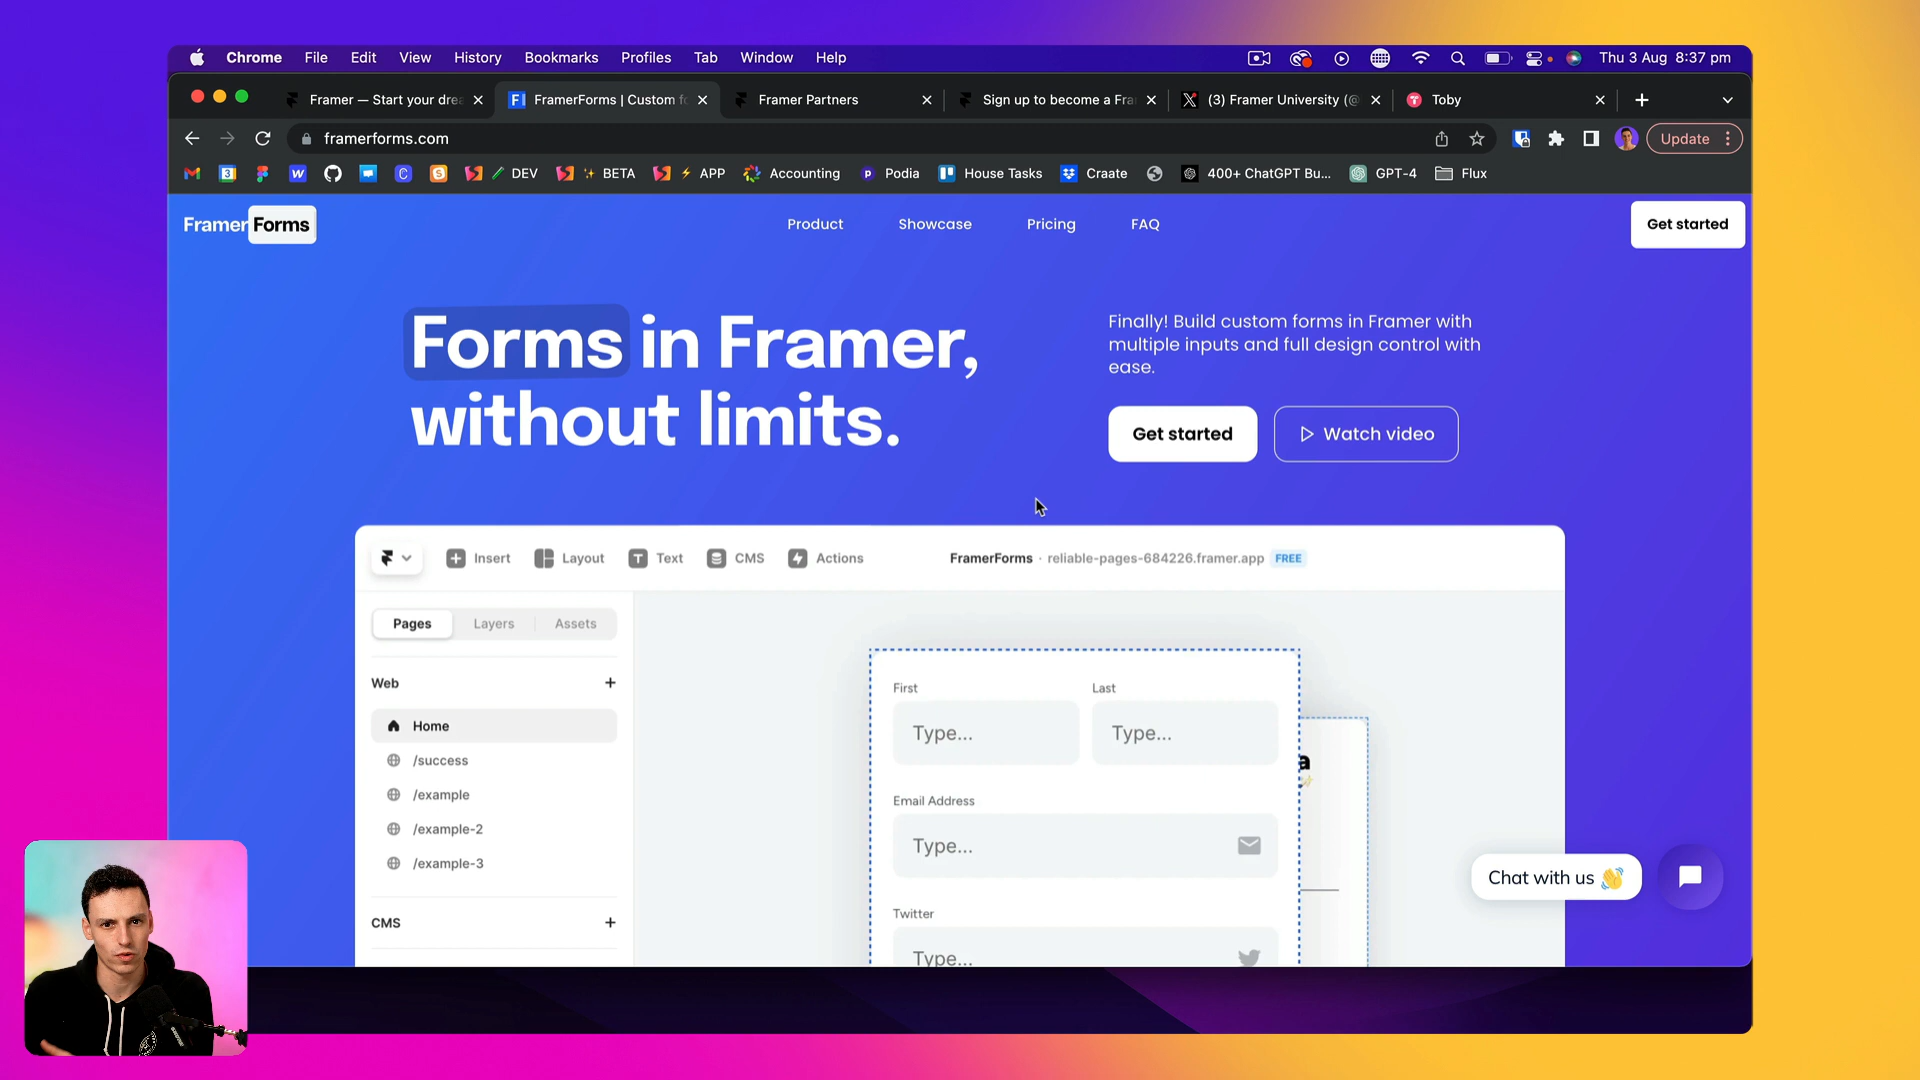 Chrome File Edit View History Bookmarks Profiles Tab Window Help Thu 3 Aug 8:37 pm
Framer — Start your drea FramerForms | Custom fo Framer Partners Sign up to become a Fra (3) Framer University (@ Toby
framerforms.com Update
DEV BETA APP Accounting Podia House Tasks Craate 400+ ChatGPT Bu... GPT-4 Flux
FramerForms Product Showcase Pricing FAQ Get started
Forms in Framer,
without limits.
Finally! Build custom forms in Framer with
multiple inputs and full design control with
ease.
Get started Watch video
Insert Layout Text CMS Actions FramerForms · reliable-pages-684226.framer.app FREE
Pages Layers Assets
Web
Home
/success
/example
/example-2
/example-3
CMS
First Last
Type... Type...
Email Address
Type...
Twitter
Type...
a
Chat with us 👋